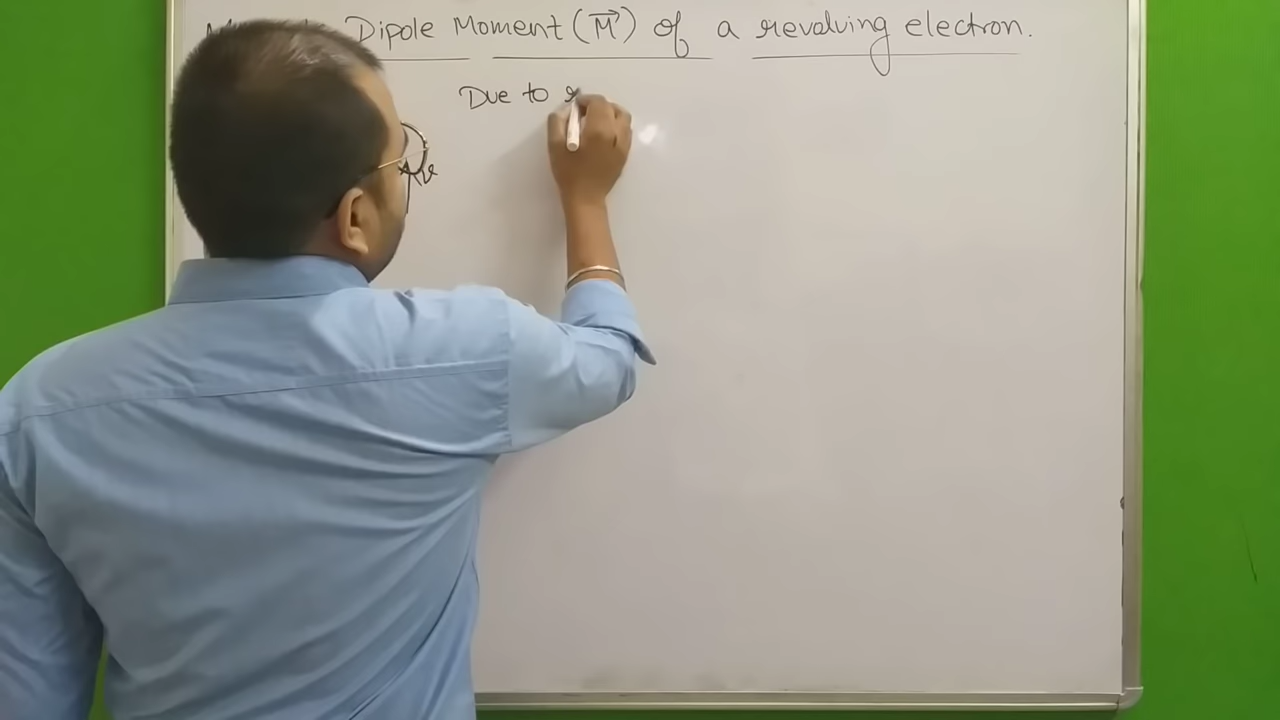 Dipole Moment (M⃗) of a revolving electron.
Due to
v